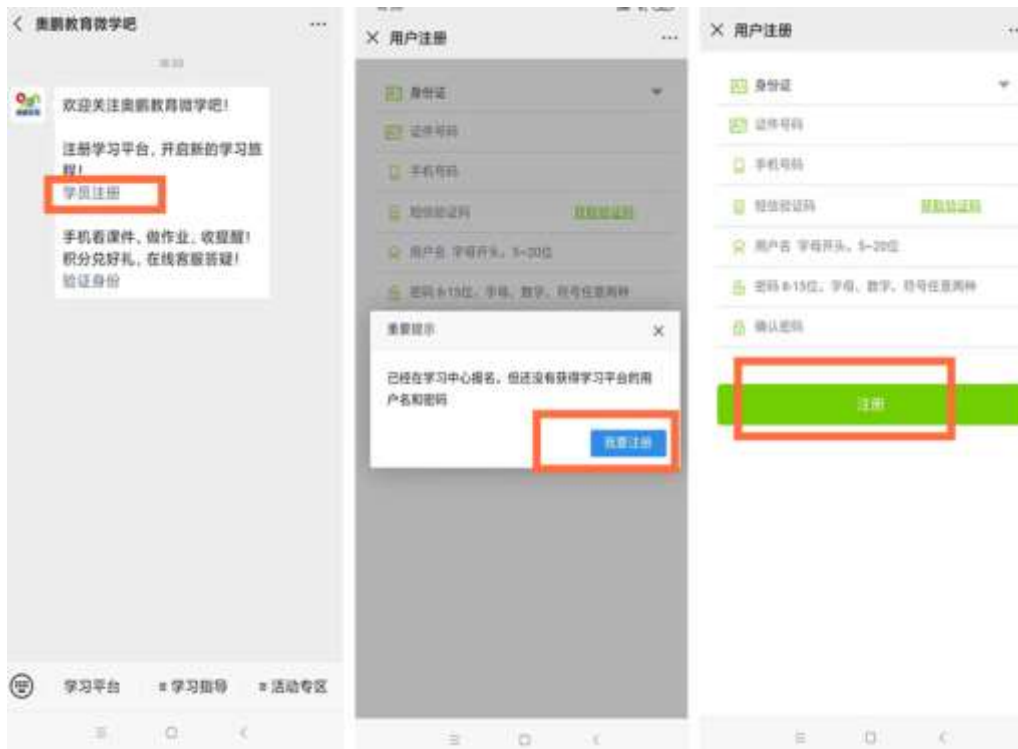 奥鹏教育微学吧
欢迎关注奥鹏教育微学吧!
注册学习平台,开启新的学习旅
程!
学员注册
手机看课件,做作业,收提醒!
积分兑好礼,在线客服答疑!
验证身份
学习平台
学习指导
活动专区
用户注册
身份证
证件号码
手机号码
短信验证码
获取验证码
用户名 字母开头,5~20位
密码 8-15位,字母、数字、符号任意两种
重要提示
已经在学习中心报名,但还没有获得学习平台的用
户名和密码
我要注册
用户注册
身份证
证件号码
手机号码
短信验证码
获取验证码
用户名 字母开头,5~20位
密码 8-15位,字母、数字、符号任意两种
确认密码
注册